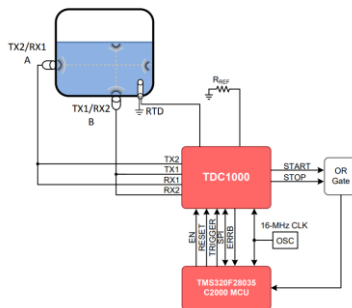 TX2/RX1
A
TX1/RX2
B
RTD
RREF
TX2
TX1
RX1
RX2
TDC1000
START
STOP
OR
Gate
EN
RESET
TRIGGER
SPI
ERRB
16-MHz CLK
OSC
TMS320F28035
C2000 MCU